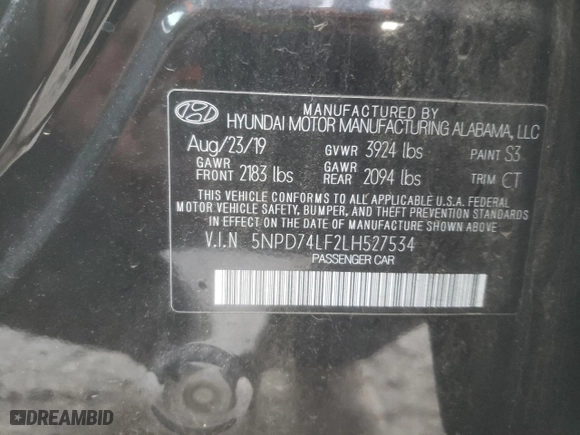 MANUFACTURED BY
HYUNDAI MOTOR MANUFACTURING ALABAMA, LLC
Aug/23/19 GVWR 3924 lbs PAINT S3
GAWR FRONT 2183 lbs GAWR REAR 2094 lbs TRIM CT
THIS VEHICLE CONFORMS TO ALL APPLICABLE U.S.A. FEDERAL
MOTOR VEHICLE SAFETY, BUMPER, AND THEFT PREVENTION STANDARDS
IN EFFECT ON THE DATE OF MANUFACTURE SHOWN ABOVE.
V.I.N 5NPD74LF2LH527534
PASSENGER CAR
DREAMBID